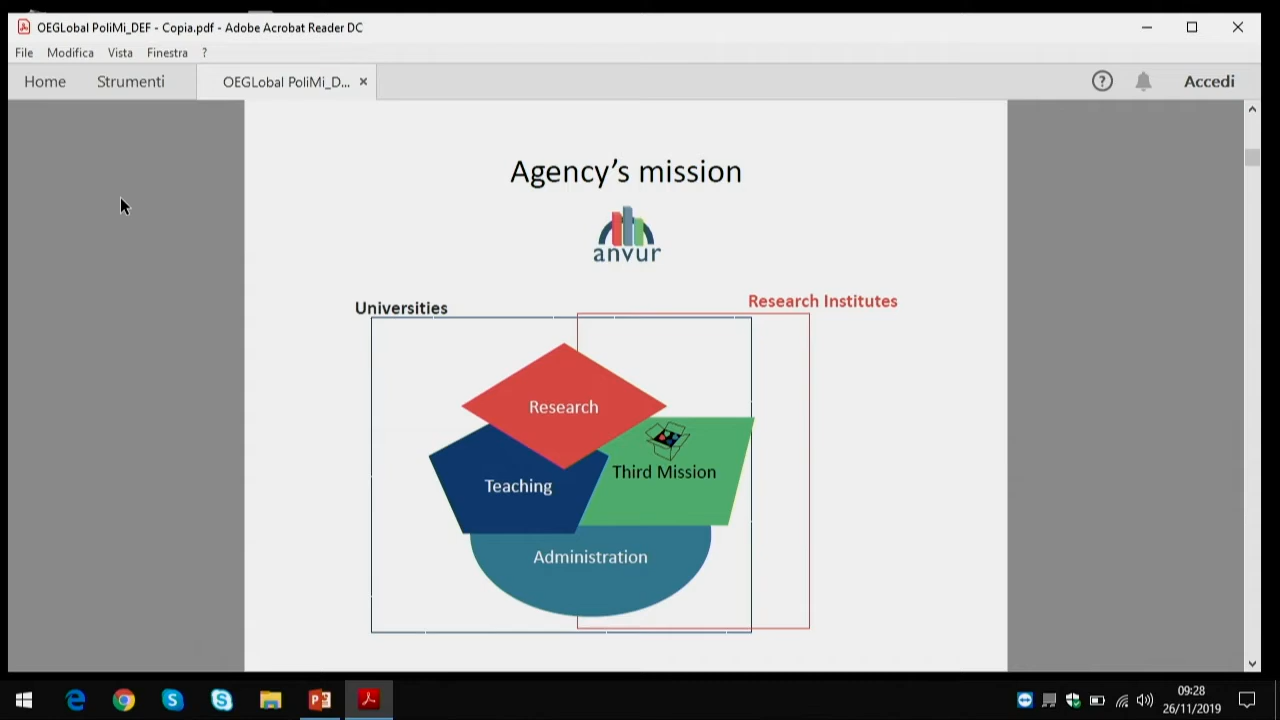 OEGLobal PoliMi_DEF - Copia.pdf - Adobe Acrobat Reader DC
File Modifica Vista Finestra ?
Home Strumenti OEGLobal PoliMi_D... × ? Accedi
Agency's mission
anvur
Research Institutes
Universities
Research
Third Mission
Teaching
Administration
09:28
26/11/2019